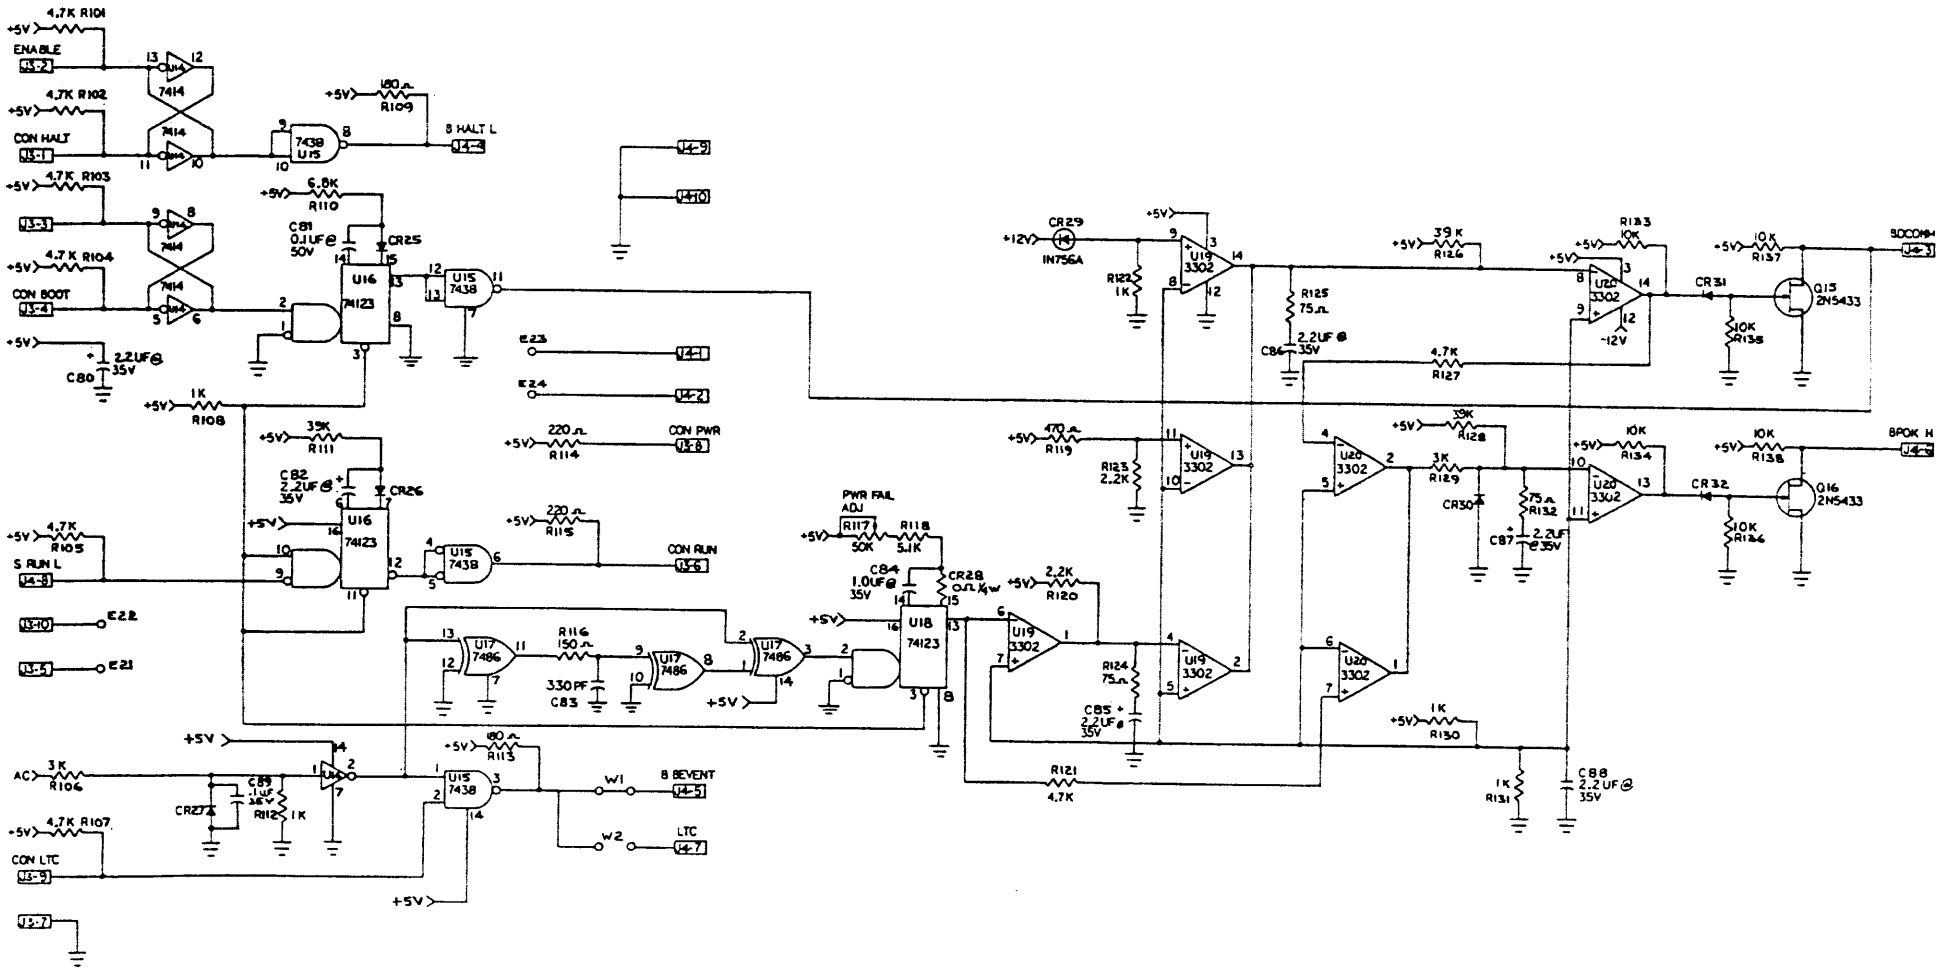 4.7K R101
+5V
ENABLE
J3-2
13
U14
12
7414
4.7K R102
+5V
CON HALT
J3-1
7414
11
U14
10
9
10
7438
U15
8
+5V
180Ω
R109
B HALT L
J4-4
4.7K R103
+5V
J3-3
9
U14
8
7414
4.7K
R104
+5V
CON BOOT
J3-4
7414
5
U14
6
+5V
C80
+
2.2UF@
35V
+5V
6.8K
R110
C81
0.1UF@
50V
CR25
14
15
U16
74123
13
2
1
3
8
12
13
U15
7438
11
7
J4-9
J4-10
E23
J4-1
E24
J4-2
+5V
1K
R108
+5V
220Ω
R114
CON PWR
J3-8
+5V
39K
R111
C82
2.2UF@
35V
+
CR26
6
7
+5V
16
U16
74123
10
9
12
11
4
5
U15
7438
6
+5V
220Ω
R115
CON RUN
J3-6
+5V
4.7K
R105
S RUN L
J4-8
J3-10
E22
J3-5
E21
13
12
U17
7486
11
7
R116
150Ω
330PF
C83
9
10
U17
7486
8
2
1
U17
7486
3
14
+5V
PWR FAIL
ADJ
+5V
R117
50K
R118
5.1K
C84
1.0UF@
35V
CR28
0Ω 1/4W
14
15
+5V
16
U18
74123
13
2
1
3
8
+5V
AC
3K
R106
CR27
C89
.1UF
35V
R112
1K
1
U14
2
14
7
+5V
180Ω
R113
1
2
U15
7438
3
14
+5V
W1
B BEVENT
J4-5
W2
LTC
J4-7
+5V
4.7K R107
CON LTC
J3-9
J3-7
+12V
CR29
1N756A
R122
1K
+5V
9
8
U19
3302
3
14
12
R125
75Ω
C86
2.2UF@
35V
+5V
39K
R126
R133
+5V
10K
+5V
3
8
9
U20
3302
14
12
-12V
4.7K
R127
CR31
10K
R135
+5V
10K
R137
Q15
2N5433
BDCOKH
J4-3
+5V
470Ω
R119
R123
2.2K
11
10
U19
3302
13
4
5
U20
3302
2
+5V
39K
R128
3K
R129
CR30
75Ω
R132
C87
+
2.2UF
@35V
+5V
10K
R134
10
11
U20
3302
13
CR32
10K
R136
+5V
10K
R138
Q16
2N5433
BPOK H
J4-6
6
7
U19
3302
1
+5V
2.2K
R120
R124
75Ω
C85
+
2.2UF@
35V
4
5
U19
3302
2
6
7
U20
3302
1
R121
4.7K
+5V
1K
R130
1K
R131
C88
2.2UF@
35V